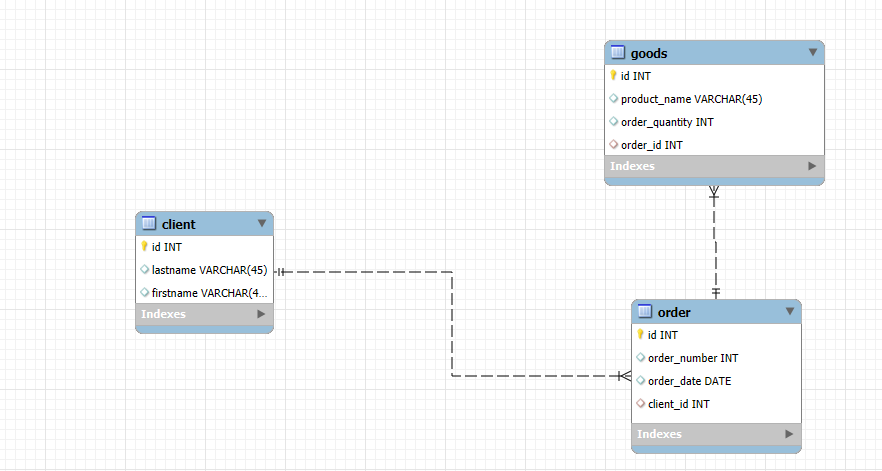 goods
id INT
product_name VARCHAR(45)
order_quantity INT
order_id INT
Indexes
client
id INT
lastname VARCHAR(45)
firstname VARCHAR(4...
Indexes
order
id INT
order_number INT
order_date DATE
client_id INT
Indexes